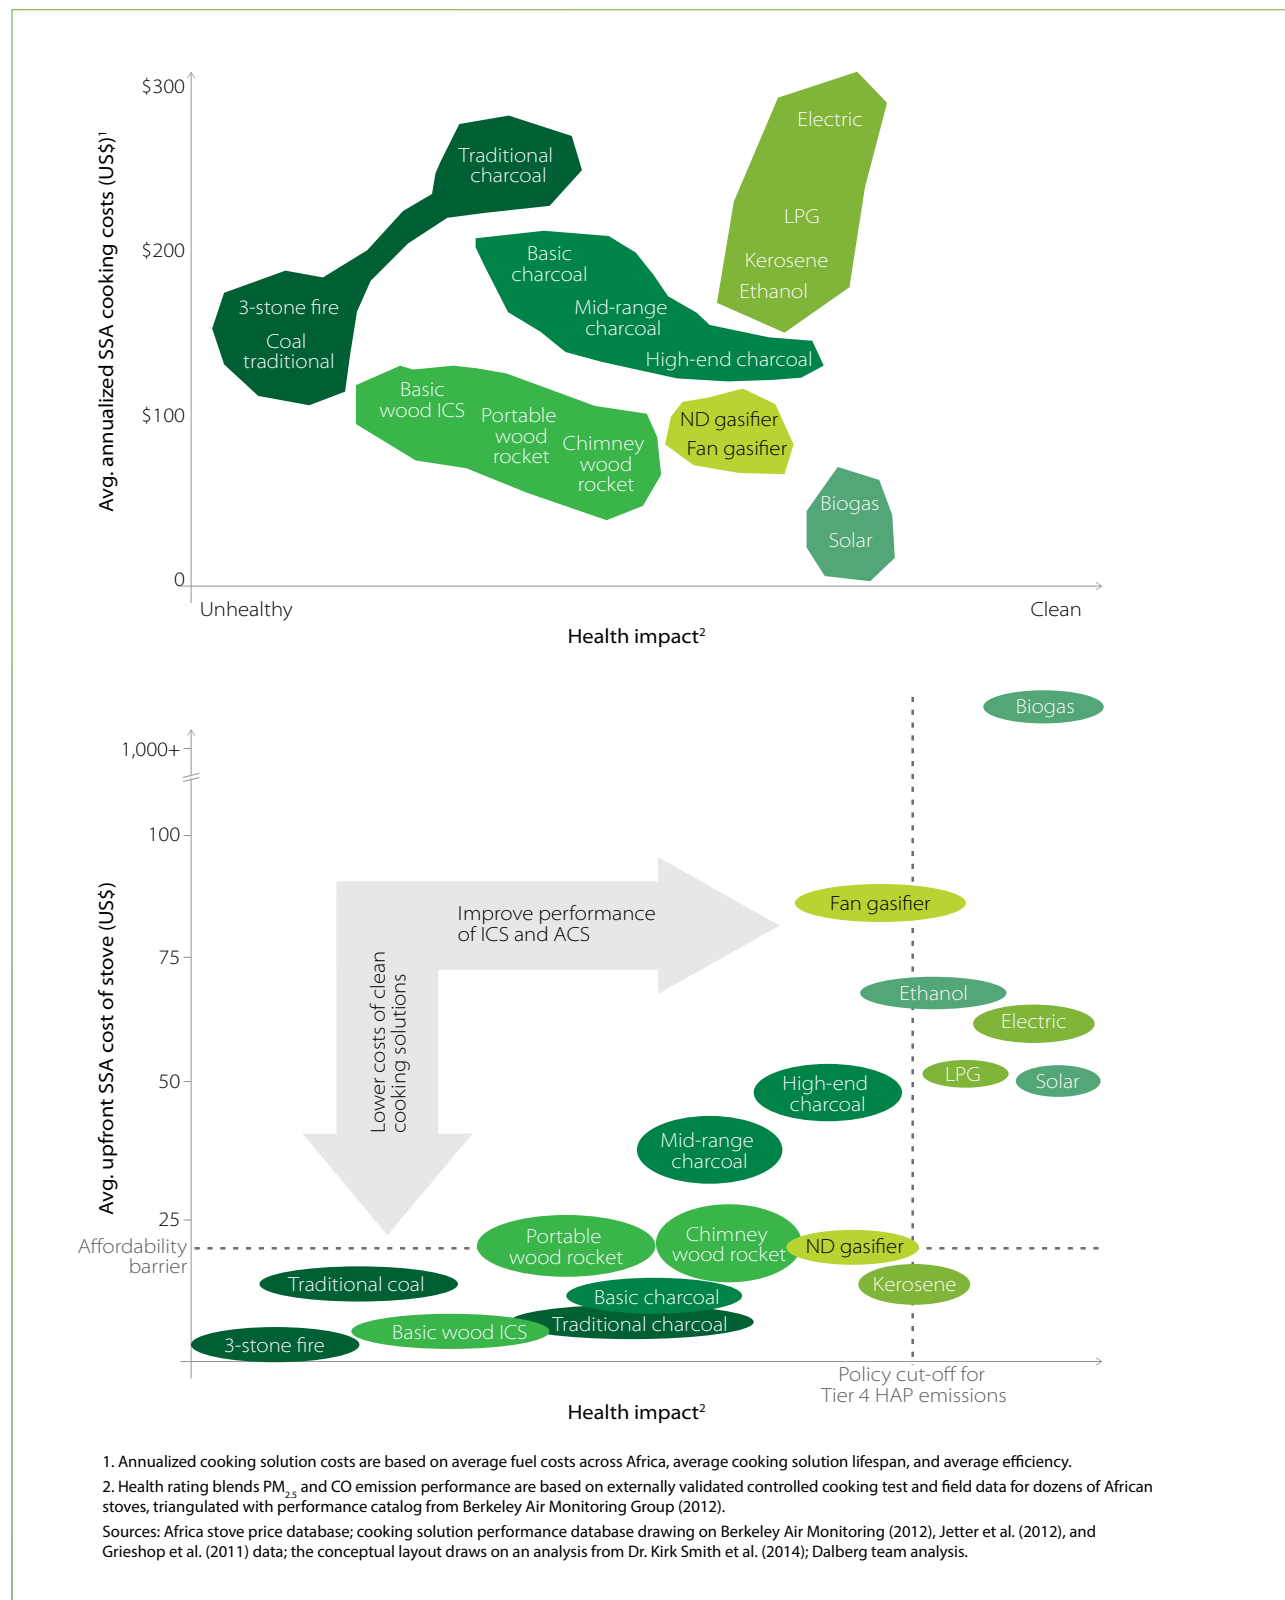 Avg. annualized SSA cooking costs (US$)1
$300
$200
$100
0
Electric
LPG
Kerosene
Ethanol
Traditional
charcoal
3-stone fire
Coal
traditional
Basic
charcoal
Mid-range
charcoal
High-end charcoal
Basic
wood ICS
Portable
wood
rocket
Chimney
wood
rocket
ND gasifier
Fan gasifier
Biogas
Solar
Unhealthy
Clean
Health impact2
Avg. upfront SSA cost of stove (US$)
1,000+
100
75
50
25
Affordability
barrier
Biogas
Improve performance
of ICS and ACS
Lower costs of clean
cooking solutions
Fan gasifier
Ethanol
Electric
LPG
Solar
High-end
charcoal
Mid-range
charcoal
Portable
wood rocket
Chimney
wood rocket
ND gasifier
Traditional coal
Kerosene
Basic charcoal
Traditional charcoal
Basic wood ICS
3-stone fire
Policy cut-off for
Tier 4 HAP emissions
Health impact2
1. Annualized cooking solution costs are based on average fuel costs across Africa, average cooking solution lifespan, and average efficiency.
2. Health rating blends PM2.5 and CO emission performance are based on externally validated controlled cooking test and field data for dozens of African
stoves, triangulated with performance catalog from Berkeley Air Monitoring Group (2012).
Sources: Africa stove price database; cooking solution performance database drawing on Berkeley Air Monitoring (2012), Jetter et al. (2012), and
Grieshop et al. (2011) data; the conceptual layout draws on an analysis from Dr. Kirk Smith et al. (2014); Dalberg team analysis.